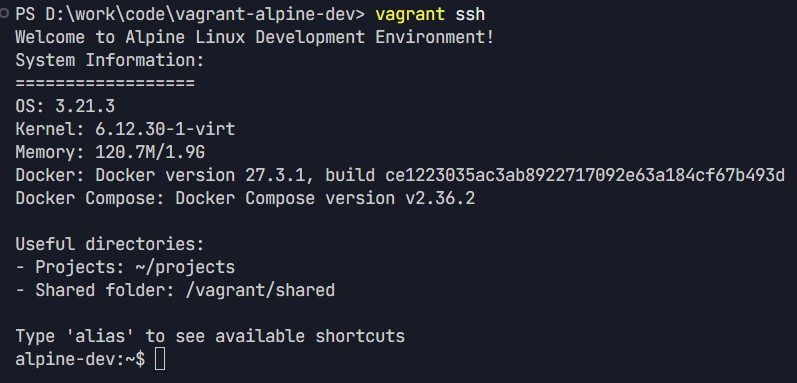 PS D:\work\code\vagrant-alpine-dev> vagrant ssh
Welcome to Alpine Linux Development Environment!
System Information:
==================
OS: 3.21.3
Kernel: 6.12.30-1-virt
Memory: 120.7M/1.9G
Docker: Docker version 27.3.1, build ce1223035ac3ab8922717092e63a184cf67b493d
Docker Compose: Docker Compose version v2.36.2
Useful directories:
- Projects: ~/projects
- Shared folder: /vagrant/shared
Type 'alias' to see available shortcuts
alpine-dev:~$